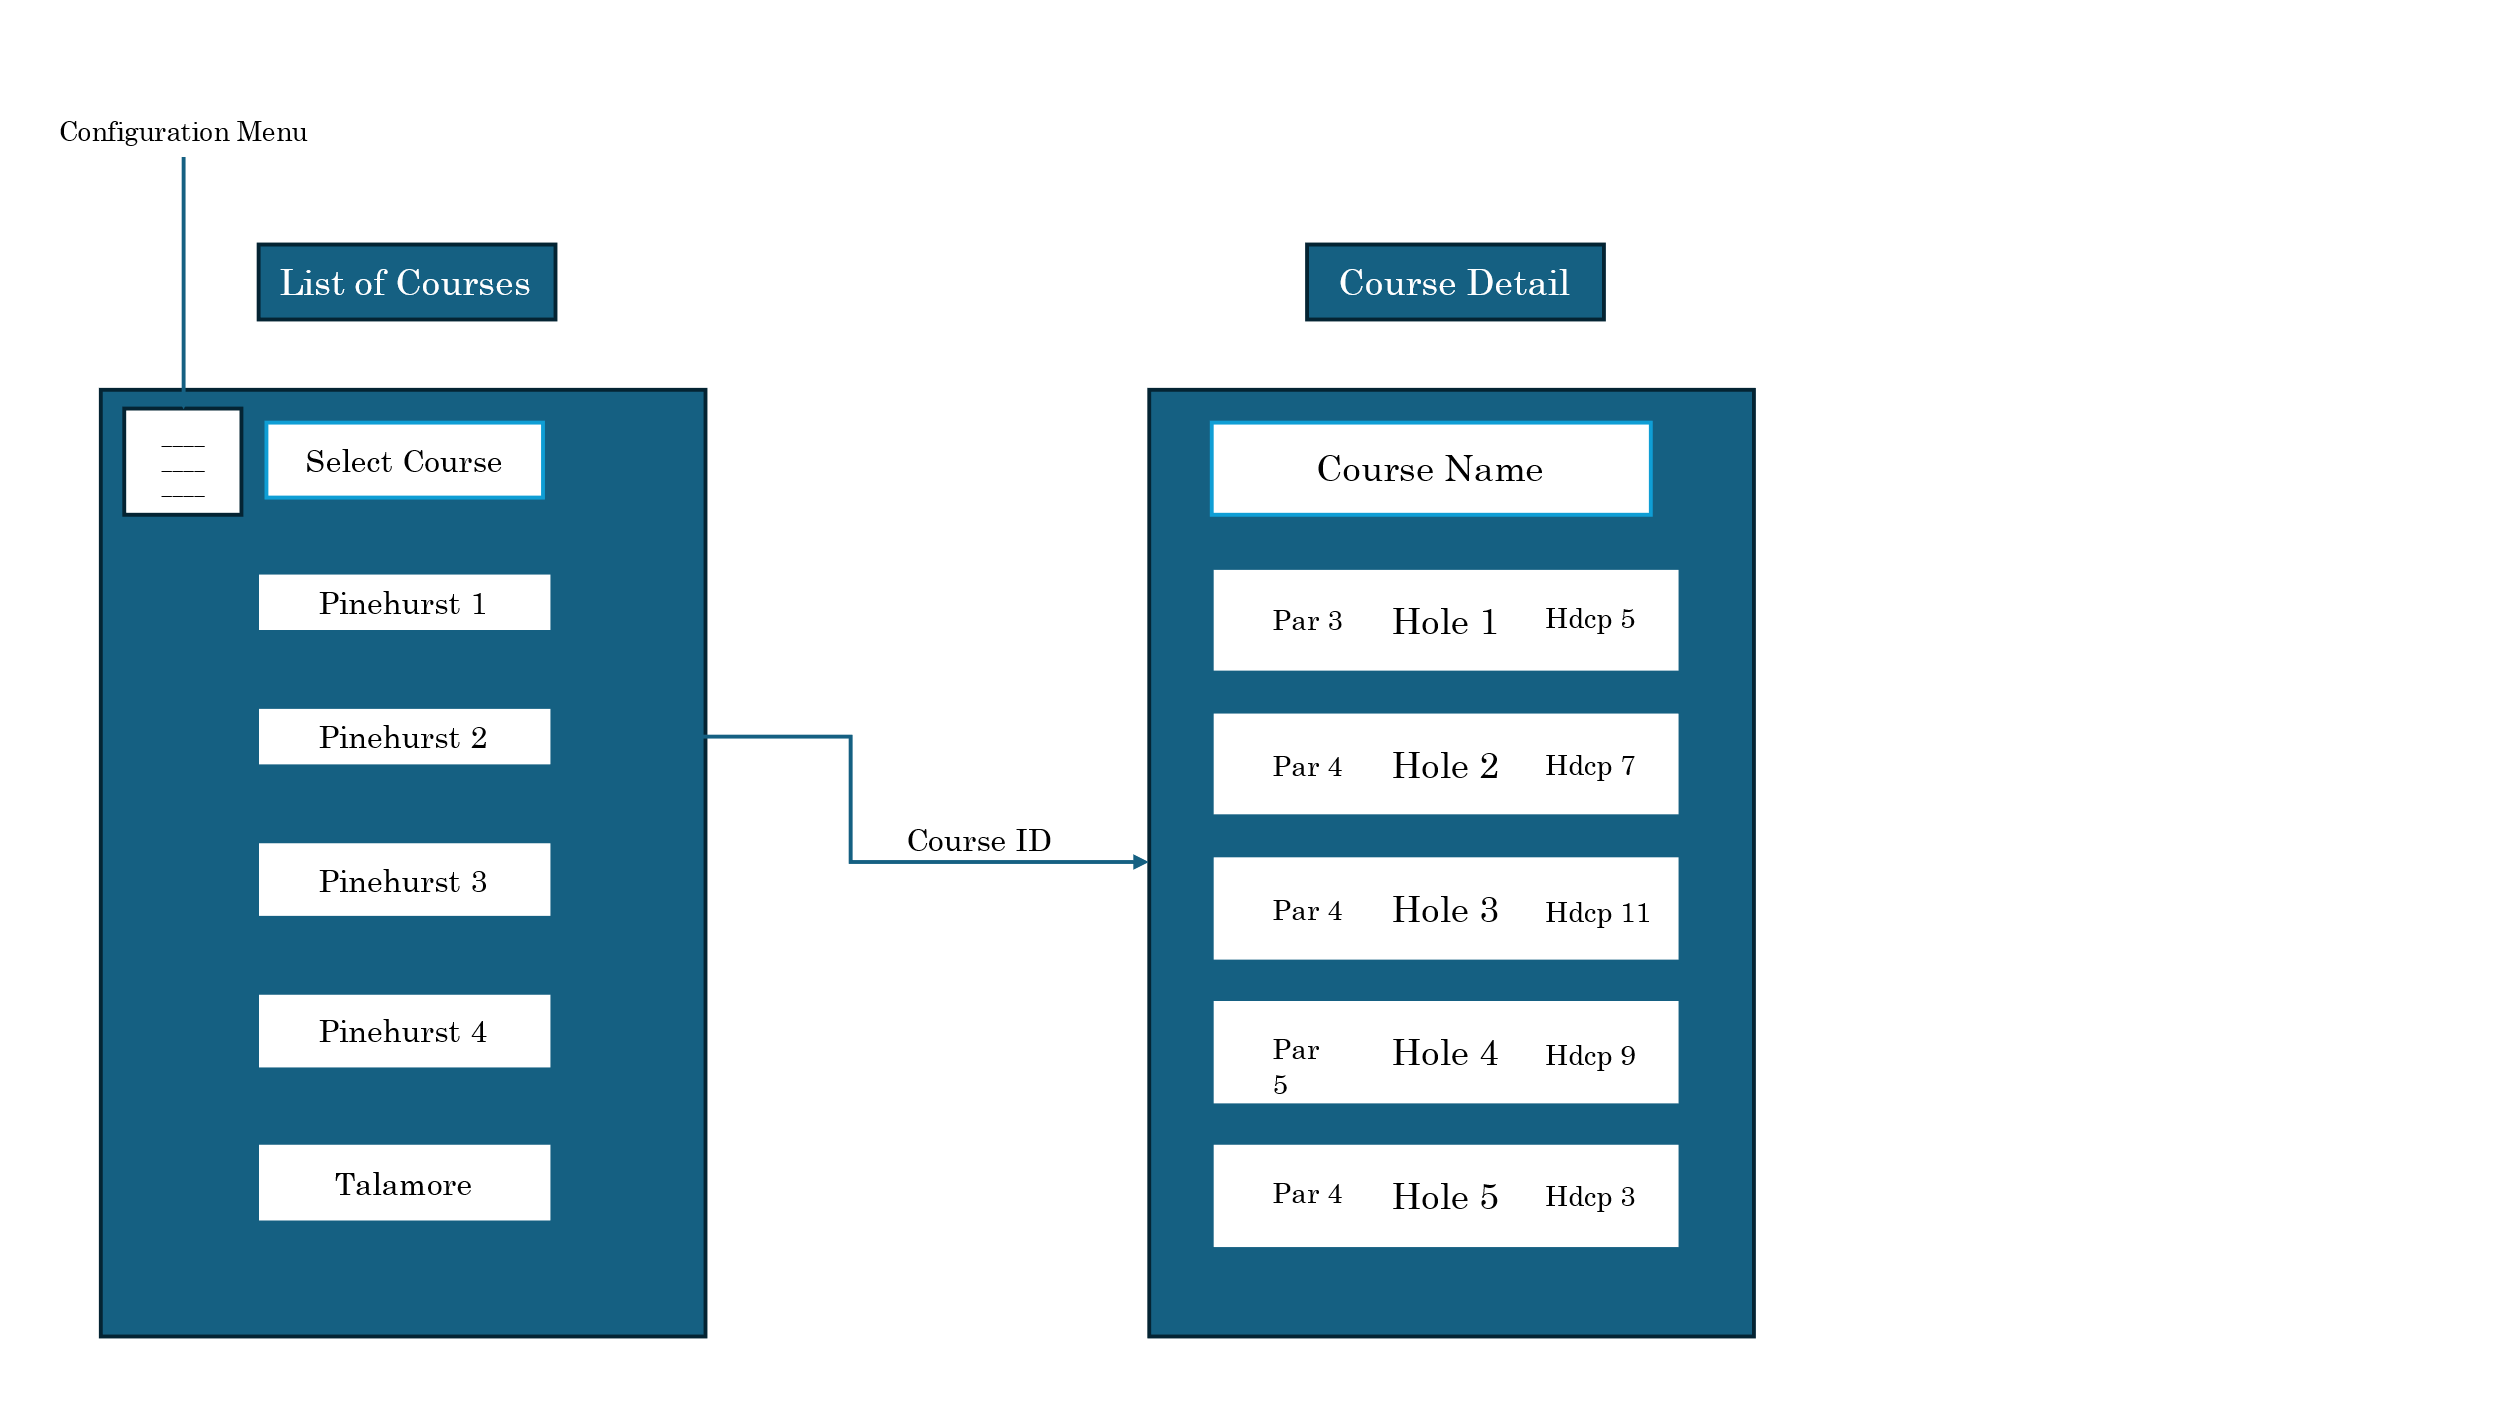 Configuration Menu
List of Courses
Select Course
Pinehurst 1
Pinehurst 2
Pinehurst 3
Pinehurst 4
Talamore
Course ID
Course Detail
Course Name
Par 3 Hole 1 Hdcp 5
Par 4 Hole 2 Hdcp 7
Par 4 Hole 3 Hdcp 11
Par Hole 4 Hdcp 9
5
Par 4 Hole 5 Hdcp 3